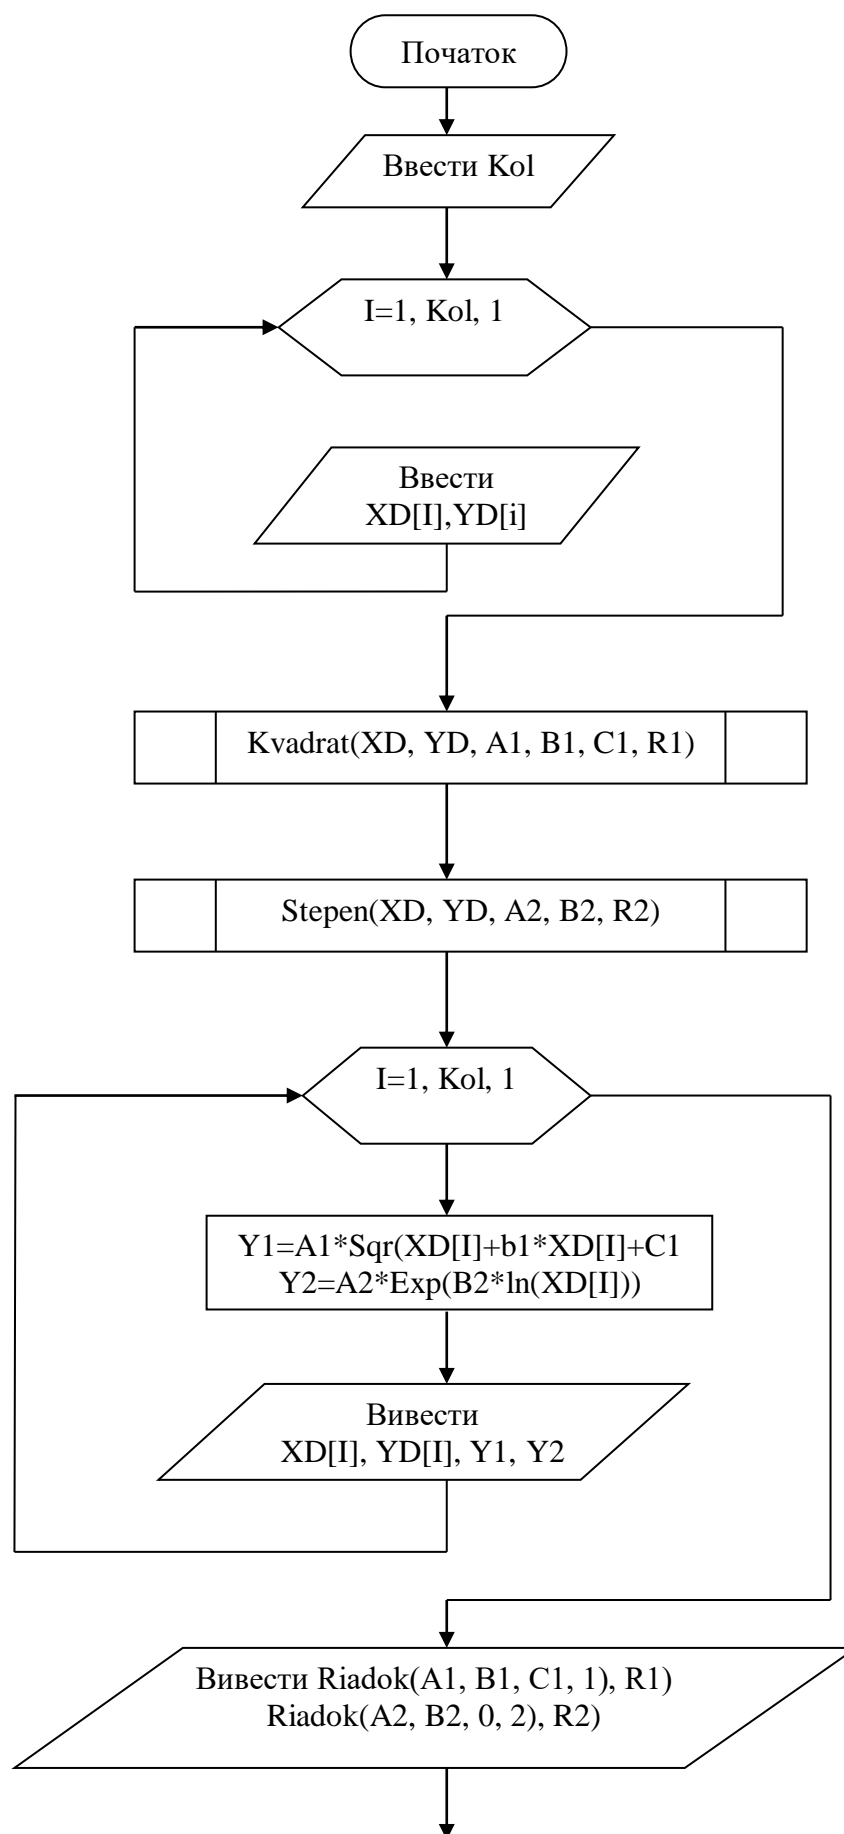 Початок
Ввести Kol
I=1, Kol, 1
Ввести
XD[I],YD[i]
Kvadrat(XD, YD, A1, B1, C1, R1)
Stepen(XD, YD, A2, B2, R2)
I=1, Kol, 1
Y1=A1*Sqr(XD[I]+b1*XD[I]+C1
Y2=A2*Exp(B2*ln(XD[I]))
Вивести
XD[I], YD[I], Y1, Y2
Вивести Riadok(A1, B1, C1, 1), R1)
Riadok(A2, B2, 0, 2), R2)